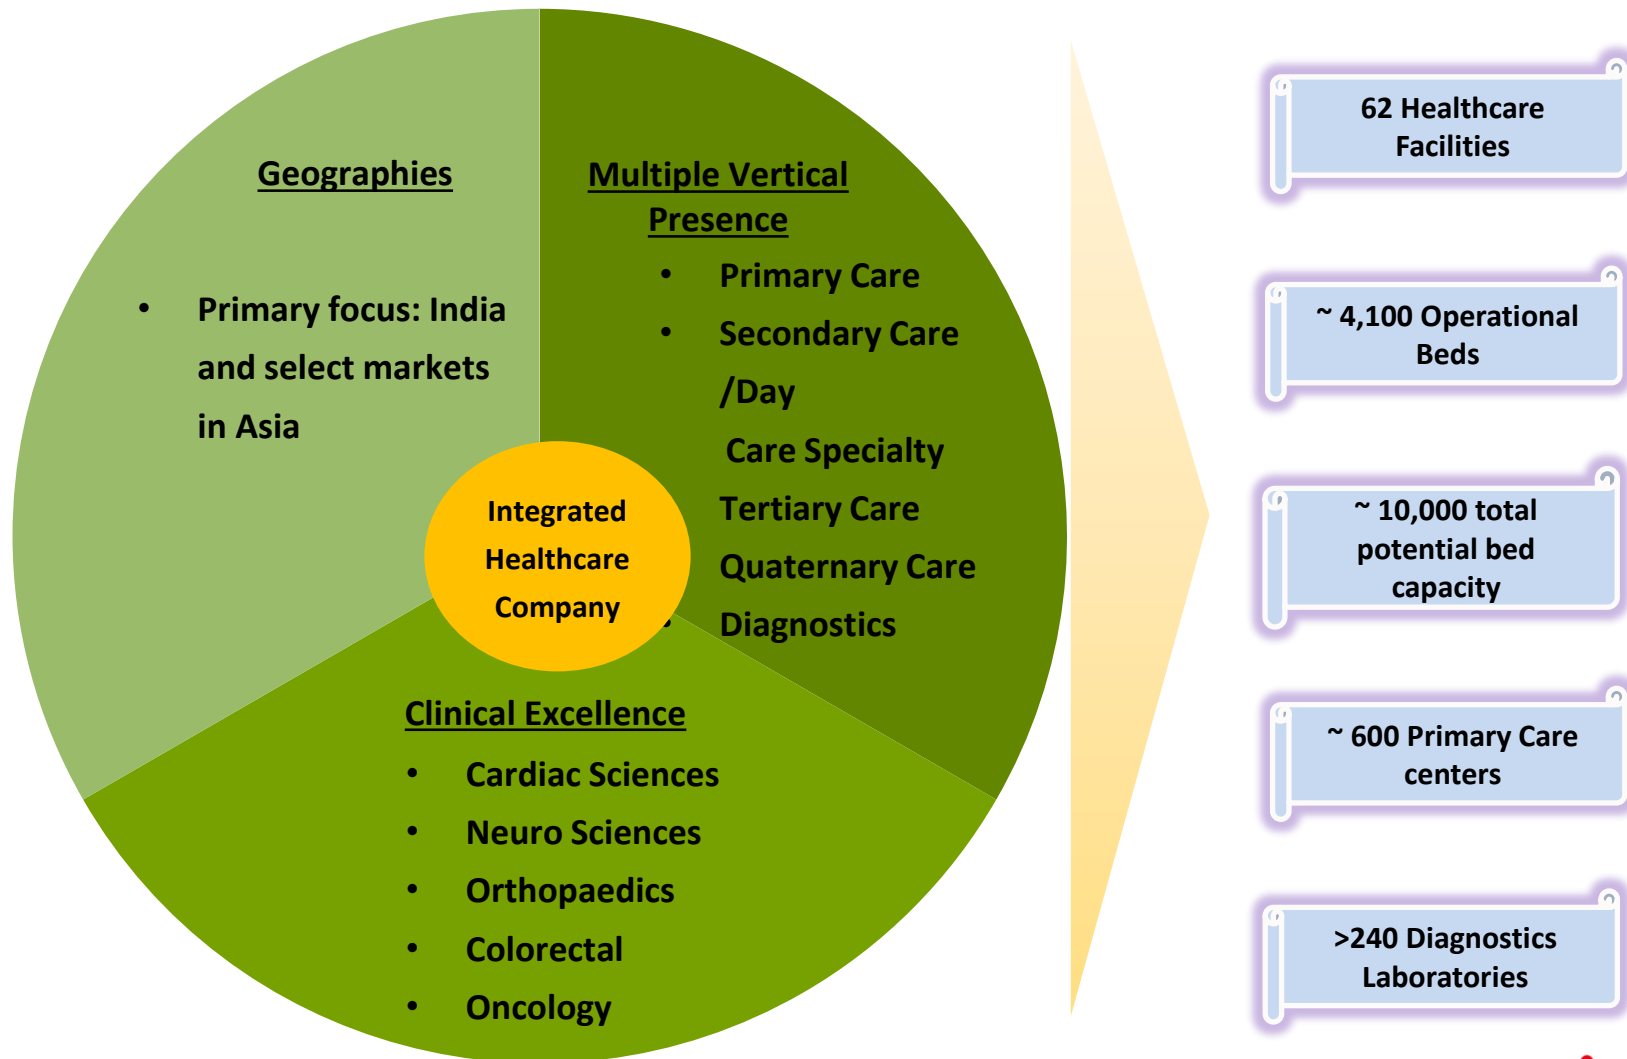 Geographies
• Primary focus: India
and select markets
in Asia
Multiple Vertical
Presence
• Primary Care
• Secondary Care
/Day
Care Specialty
Tertiary Care
Quaternary Care
• Diagnostics
Integrated
Healthcare
Company
Clinical Excellence
• Cardiac Sciences
• Neuro Sciences
• Orthopaedics
• Colorectal
• Oncology
62 Healthcare
Facilities
~ 4,100 Operational
Beds
~ 10,000 total
potential bed
capacity
~ 600 Primary Care
centers
>240 Diagnostics
Laboratories